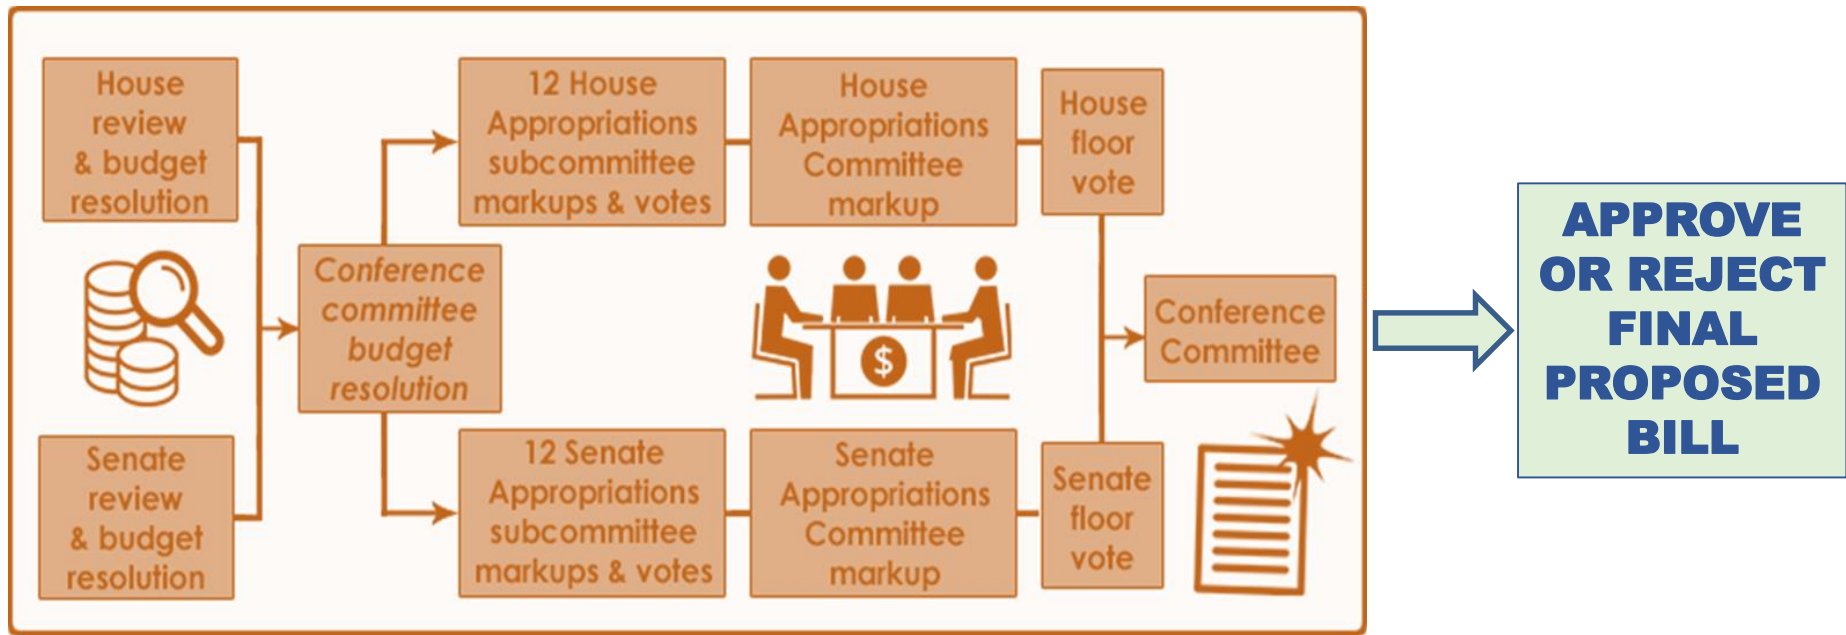 House
review
& budget
resolution
Senate
review
& budget
resolution
Conference
committee
budget
resolution
12 House
Appropriations
subcommittee
markups & votes
House
Appropriations
Committee
markup
House
floor
vote
$
12 Senate
Appropriations
subcommittee
markups & votes
Senate
Appropriations
Committee
markup
Senate
floor
vote
Conference
Committee
APPROVE
OR REJECT
FINAL
PROPOSED
BILL